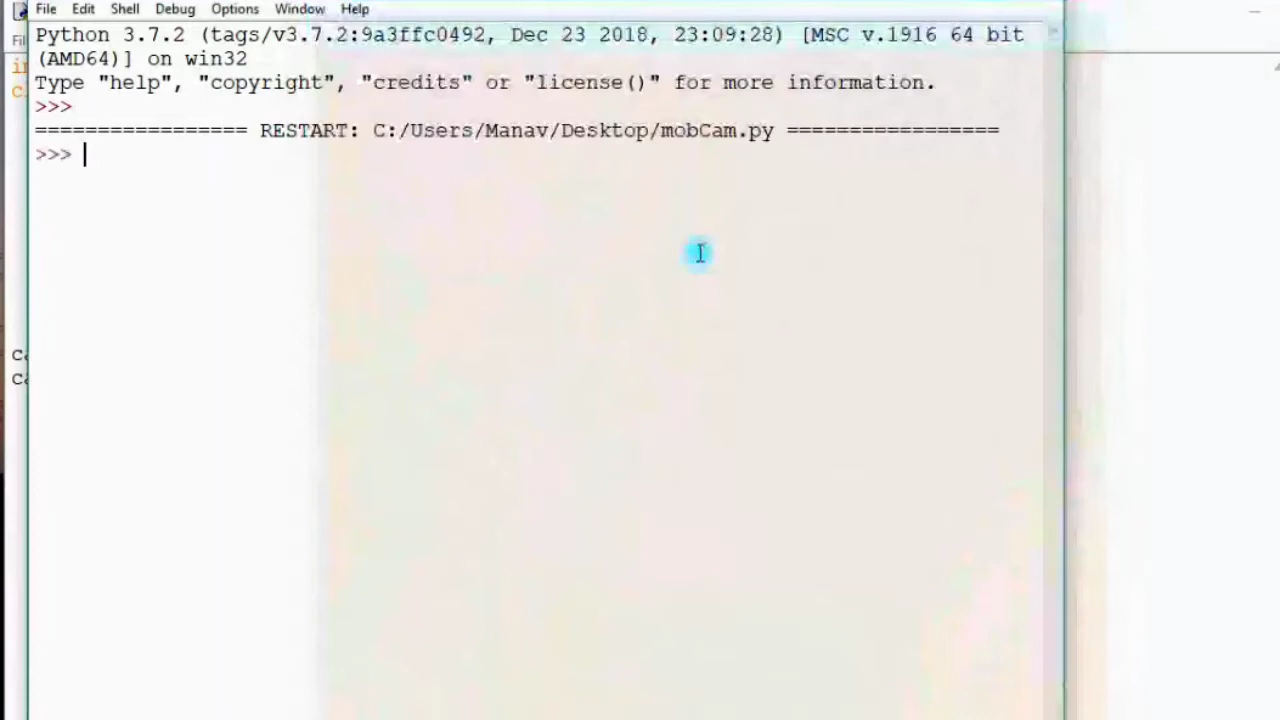 File Edit Shell Debug Options Window Help
Python 3.7.2 (tags/v3.7.2:9a3ffc0492, Dec 23 2018, 23:09:28) [MSC v.1916 64 bit
(AMD64)] on win32
Type "help", "copyright", "credits" or "license()" for more information.
>>>
================= RESTART: C:/Users/Manav/Desktop/mobCam.py =================
>>>